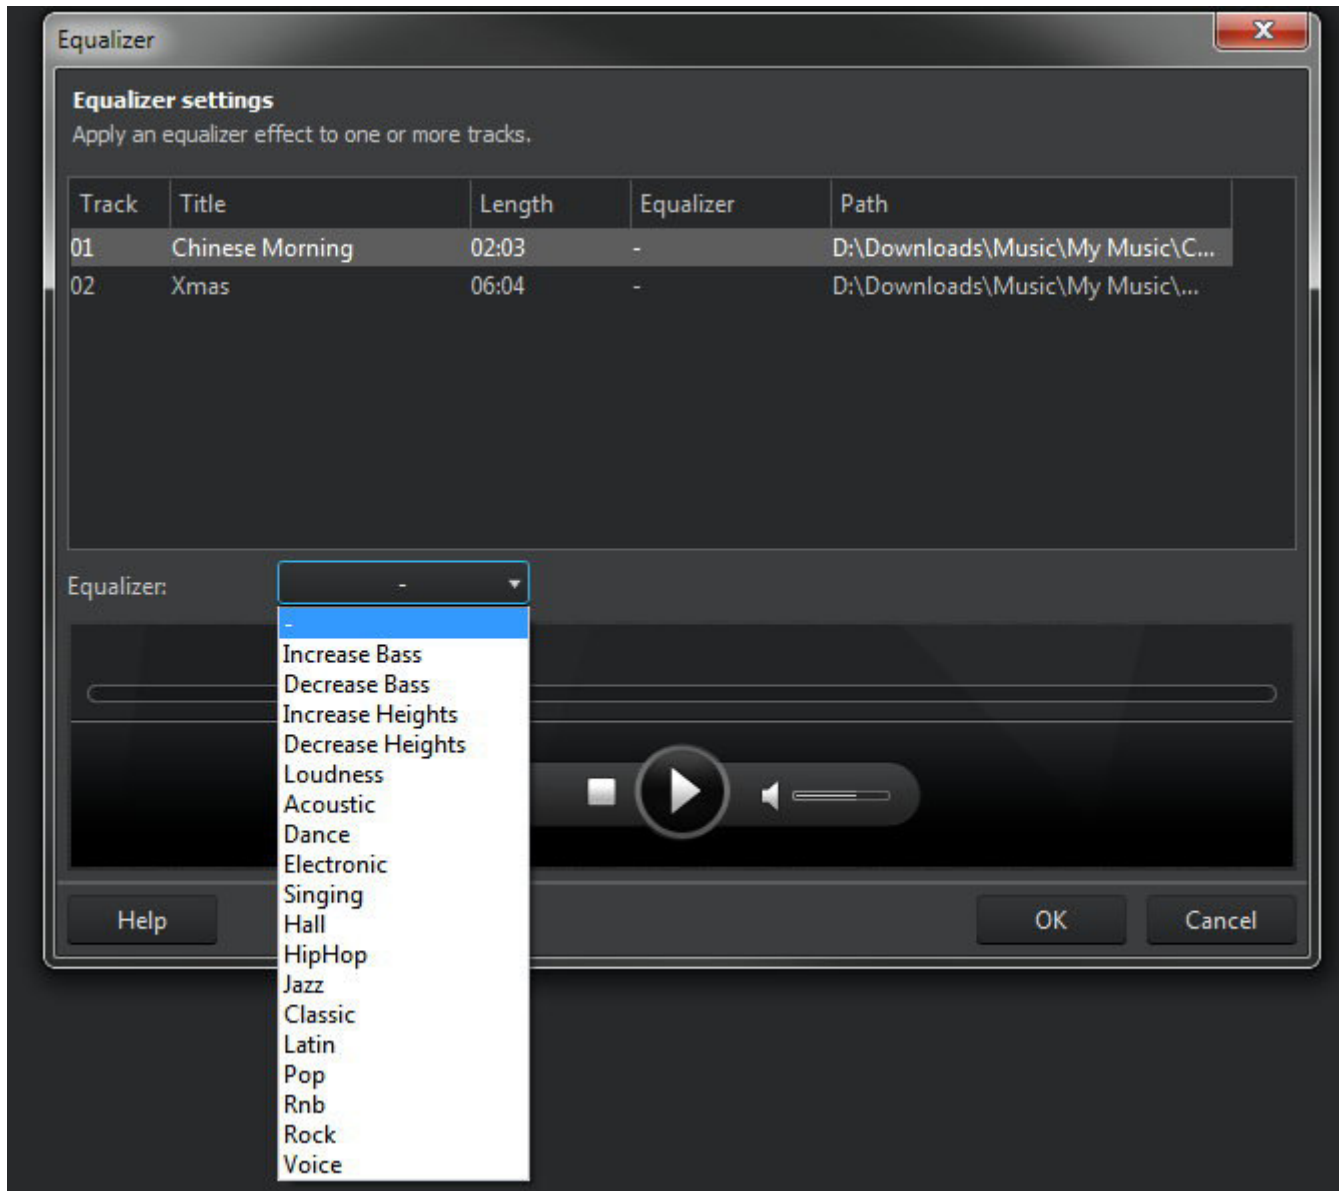 Equalizer
Equalizer settings
Apply an equalizer effect to one or more tracks.
Track Title Length Equalizer Path
01 Chinese Morning 02:03 - D:\Downloads\Music\My Music\C...
02 Xmas 06:04 - D:\Downloads\Music\My Music\...
Equalizer: -
-
Increase Bass
Decrease Bass
Increase Heights
Decrease Heights
Loudness
Acoustic
Dance
Electronic
Singing
Hall
HipHop
Jazz
Classic
Latin
Pop
Rnb
Rock
Voice
Help OK Cancel